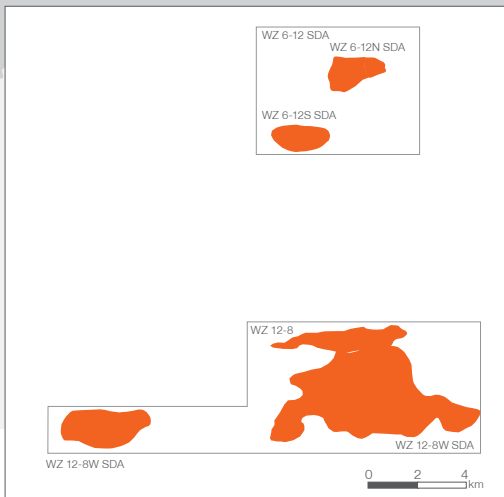 WZ 6-12 SDA
WZ 6-12N SDA
WZ 6-12S SDA
WZ 12-8
WZ 12-8W SDA
WZ 12-8W SDA
0 2 4
km